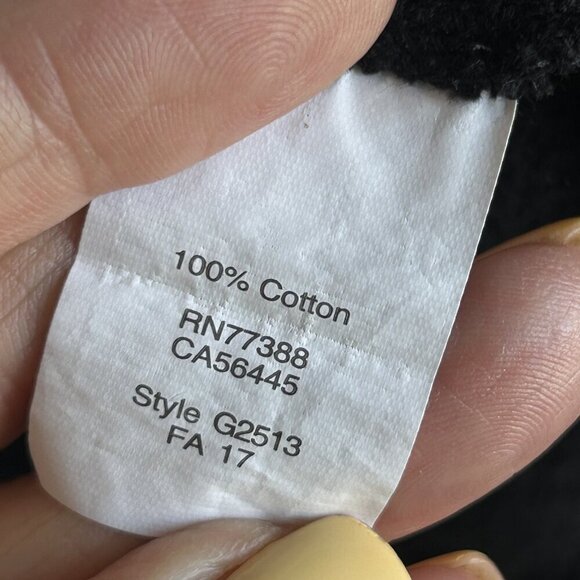 100% Cotton
RN77388
CA56445
Style G2513
FA 17